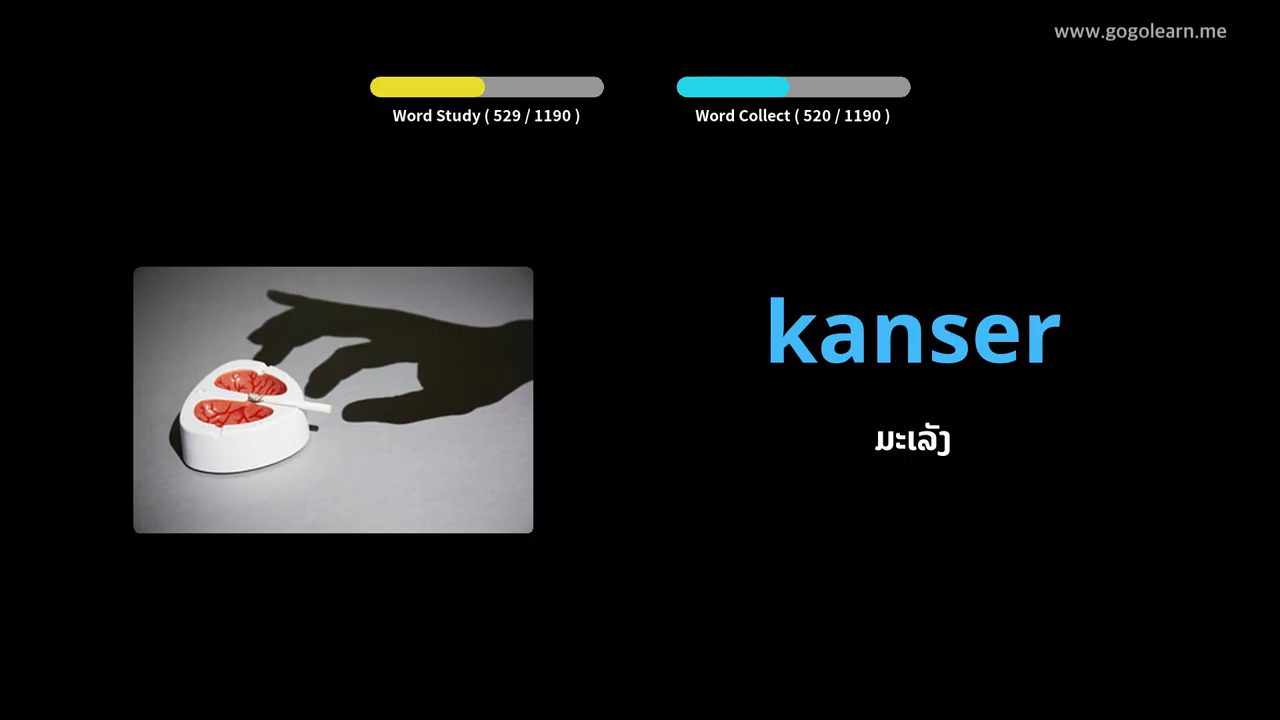 www.gogolearn.me
Word Study ( 529 / 1190 )
Word Collect ( 520 / 1190 )
kanser
ມະເລັງ